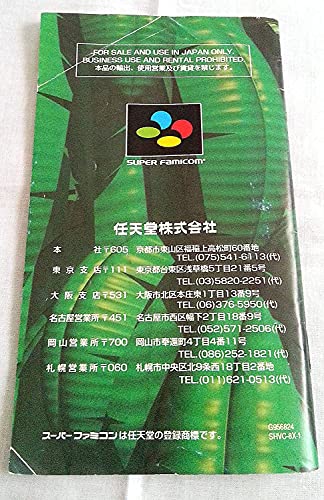 FOR SALE AND USE IN JAPAN ONLY.
BUSINESS USE AND RENTAL PROHIBITED.
本品の輸出、使用営業及び賃貸を禁じます。
SUPER FAMICOM
任天堂株式会社
本 社〒605 京都市東山区福稲上高松町60番地
TEL.(075)541-6113(代)
東京支店〒111 東京都台東区浅草橋5丁目21番5号
TEL.(03)5820-2251(代)
大阪支店〒531 大阪市北区本庄東1丁目13番9号
TEL.(06)376-5950(代)
名古屋営業所〒451 名古屋市西区幅下2丁目18番9号
TEL.(052)571-2506(代)
岡山営業所〒700 岡山市奉還町4丁目4番11号
TEL.(086)252-1821(代)
札幌営業所〒060 札幌市中央区北9条西18丁目2番地
TEL.(011)621-0513(代)
スーパーファミコンは任天堂の登録商標です。
G956824
SHVC-8X-1